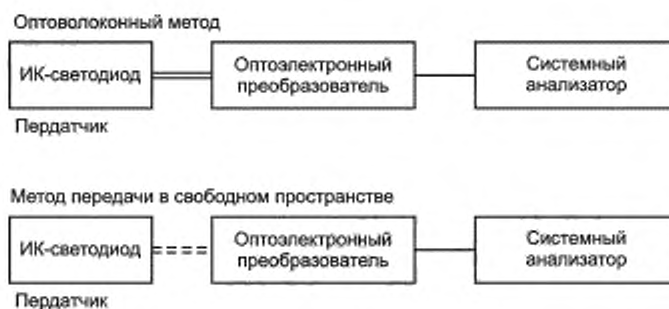 Оптоволоконный метод
ИК-светодиод
Оптоэлектронный
преобразователь
Системный
анализатор
Пердатчик
Метод передачи в свободном пространстве
ИК-светодиод
Оптоэлектронный
преобразователь
Системный
анализатор
Пердатчик